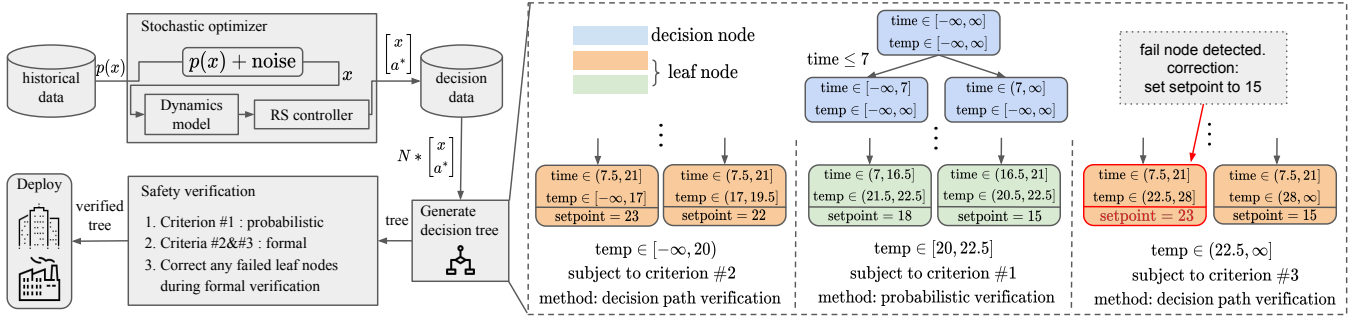 Stochastic optimizer
historical
data
p(x)
p(x) + noise
x
Dynamics
model
RS controller
[x
a*]
decision
data
N * [x
a*]
Generate
decision tree
tree
Safety verification
1. Criterion #1 : probabilistic
2. Criteria #2&#3 : formal
3. Correct any failed leaf nodes
during formal verification
verified
tree
Deploy
decision node
leaf node
time ∈ [−∞, ∞]
temp ∈ [−∞, ∞]
time ≤ 7
time ∈ [−∞, 7]
temp ∈ [−∞, ∞]
time ∈ (7, ∞]
temp ∈ [−∞, ∞]
fail node detected.
correction:
set setpoint to 15
time ∈ (7.5, 21]
temp ∈ [−∞, 17]
setpoint = 23
time ∈ (7.5, 21]
temp ∈ (17, 19.5]
setpoint = 22
temp ∈ [−∞, 20)
subject to criterion #2
method: decision path verification
time ∈ (7, 16.5]
temp ∈ (21.5, 22.5]
setpoint = 18
time ∈ (16.5, 21]
temp ∈ (20.5, 22.5]
setpoint = 15
temp ∈ [20, 22.5]
subject to criterion #1
method: probabilistic verification
time ∈ (7.5, 21]
temp ∈ (22.5, 28]
setpoint = 23
time ∈ (7.5, 21]
temp ∈ (28, ∞]
setpoint = 15
temp ∈ (22.5, ∞]
subject to criterion #3
method: decision path verification